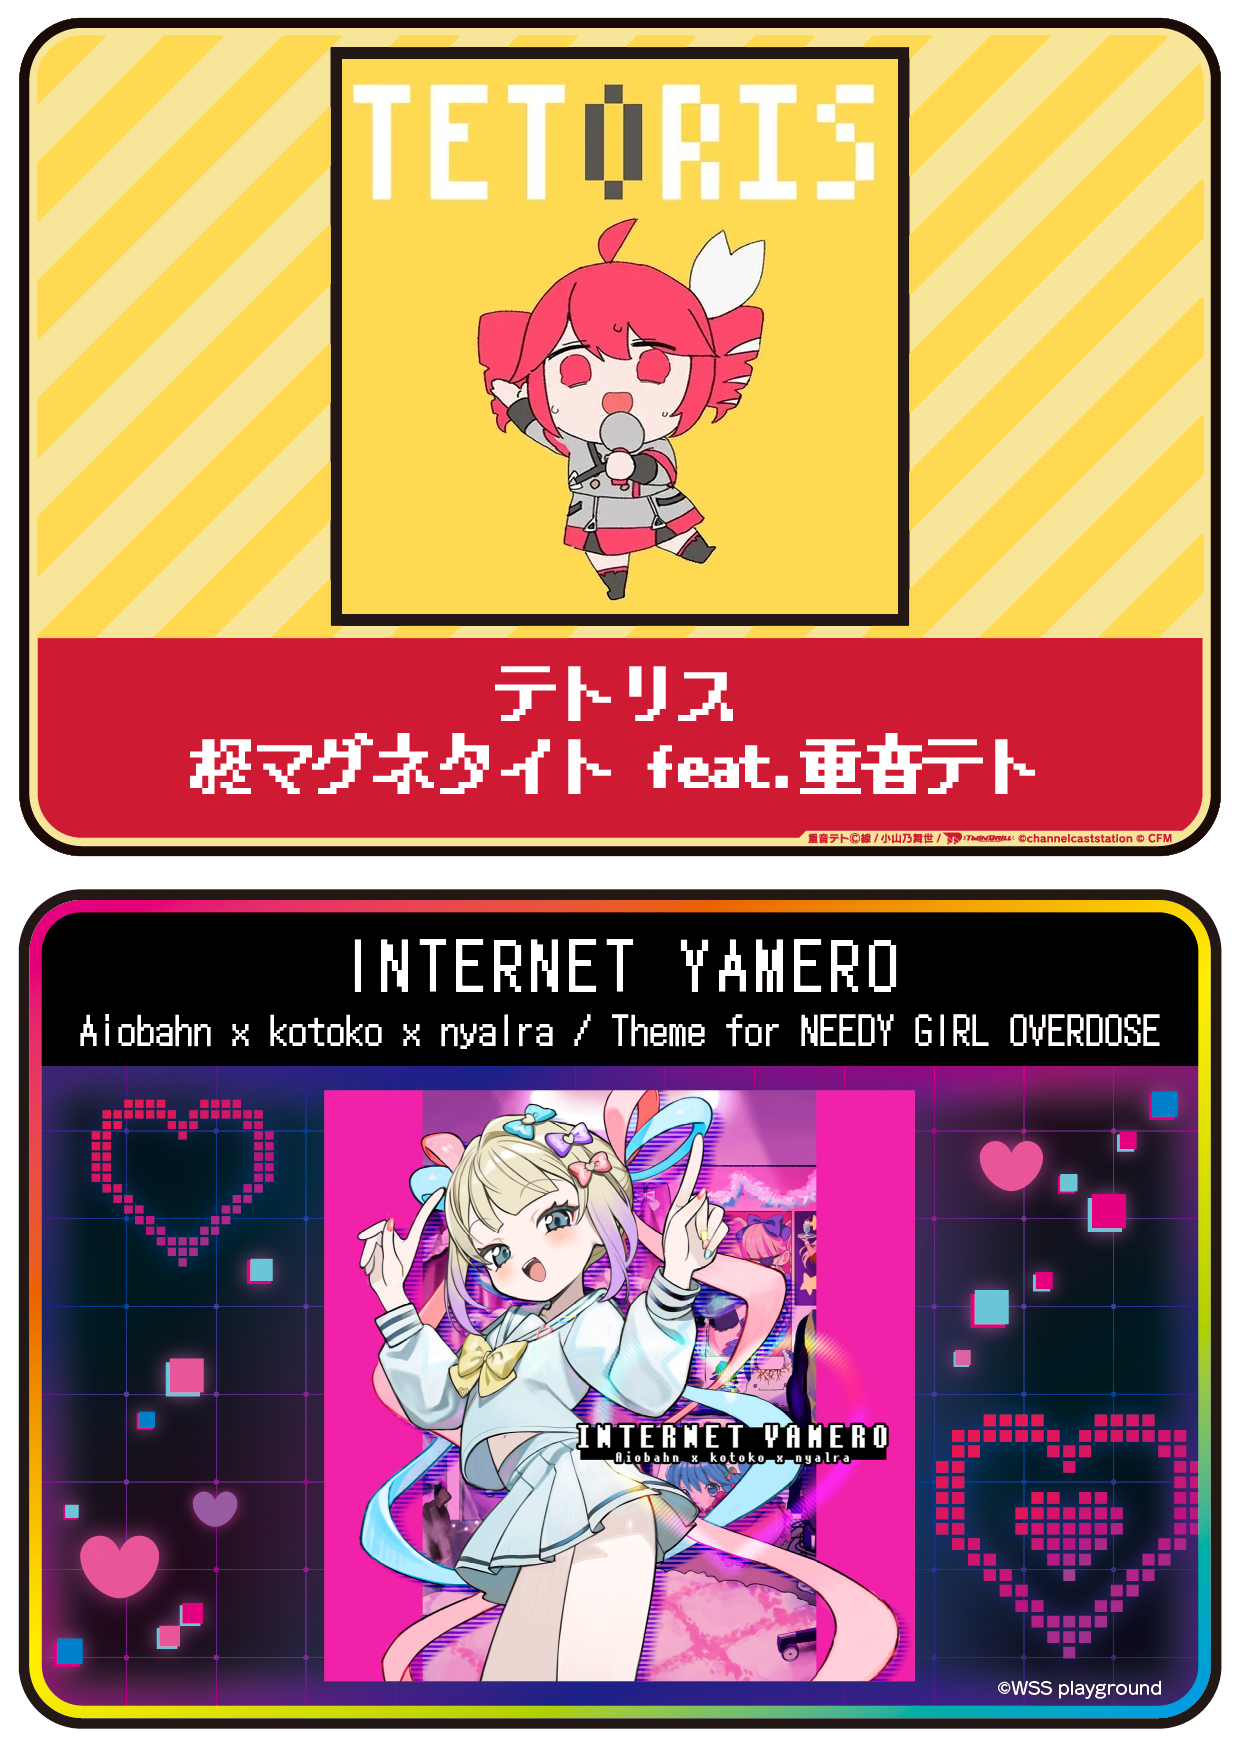 TETORIS
テトリス
柊マグネタイト feat.重音テト
重音テト©線 / 小山乃舞世 / TWINDRILL ©channelcaststation © CFM
INTERNET YAMERO
Aiobahn x kotoko x nyalra / Theme for NEEDY GIRL OVERDOSE
INTERNET YAMERO
Aiobahn x kotoko x nyalra
©WSS playground